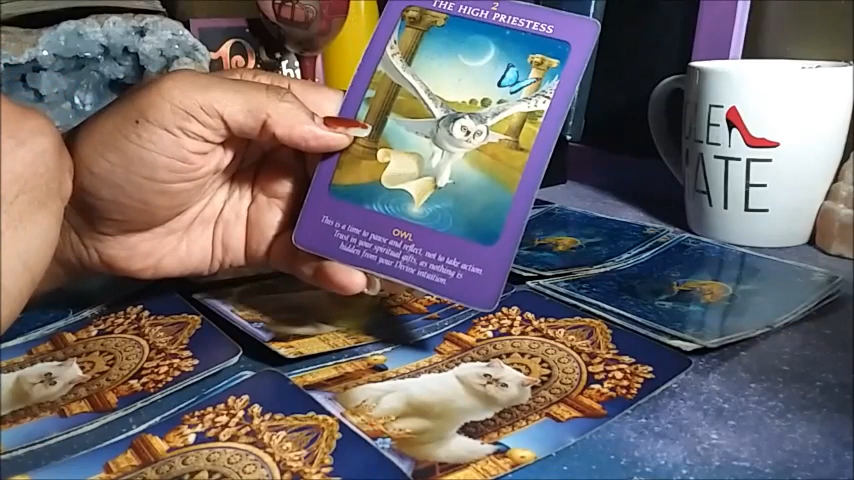 2
THE HIGH PRIESTESS
OWL
This is a time to pause and reflect, not to take action.
Trust in your spiritual gifts, as nothing is
hidden from your Divine intuition.
ATE